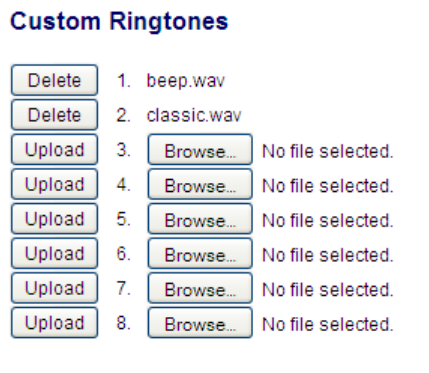 Custom Ringtones
Delete 1. beep.wav
Delete 2. classic.wav
Upload 3. Browse... No file selected.
Upload 4. Browse... No file selected.
Upload 5. Browse... No file selected.
Upload 6. Browse... No file selected.
Upload 7. Browse... No file selected.
Upload 8. Browse... No file selected.